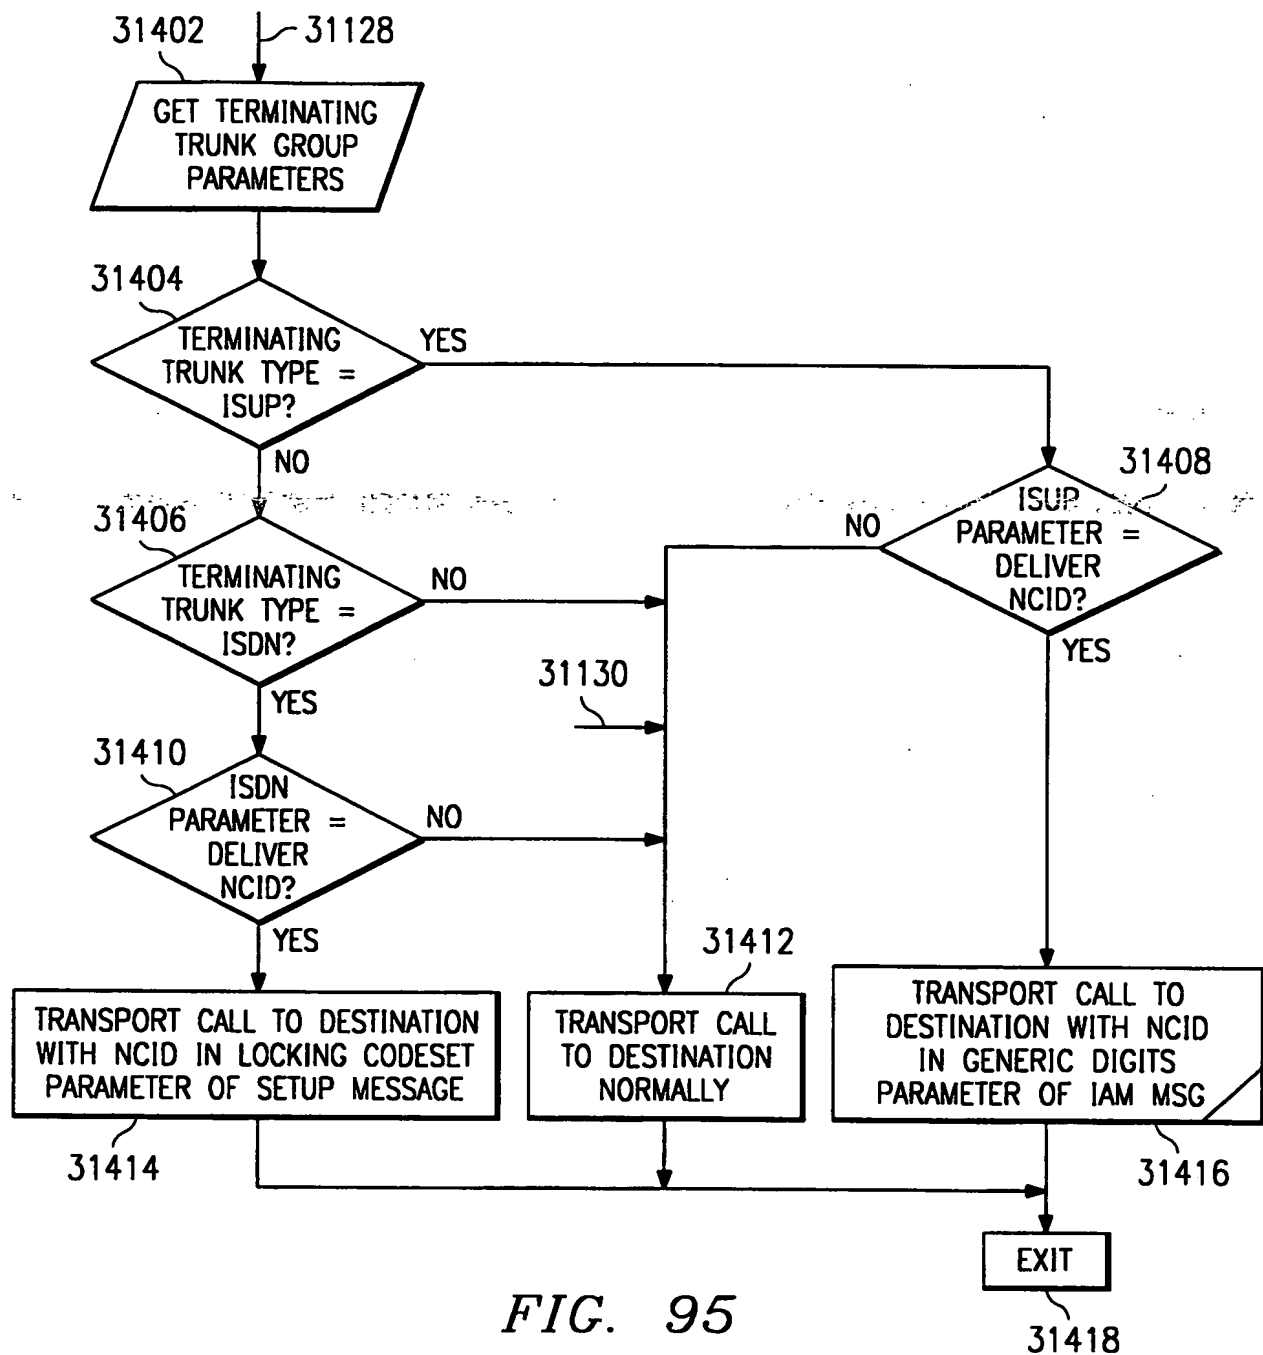 31402
31128
GET TERMINATING
TRUNK GROUP
PARAMETERS
31404
TERMINATING
TRUNK TYPE =
ISUP?
YES
NO
31408
ISUP
PARAMETER =
DELIVER
NCID?
NO
YES
31406
TERMINATING
TRUNK TYPE =
ISDN?
NO
YES
31130
31410
ISDN
PARAMETER =
DELIVER
NCID?
NO
YES
31412
TRANSPORT CALL TO DESTINATION
WITH NCID IN LOCKING CODESET
PARAMETER OF SETUP MESSAGE
31414
TRANSPORT CALL
TO DESTINATION
NORMALLY
TRANSPORT CALL TO
DESTINATION WITH NCID
IN GENERIC DIGITS
PARAMETER OF IAM MSG
31416
EXIT
31418
FIG. 95